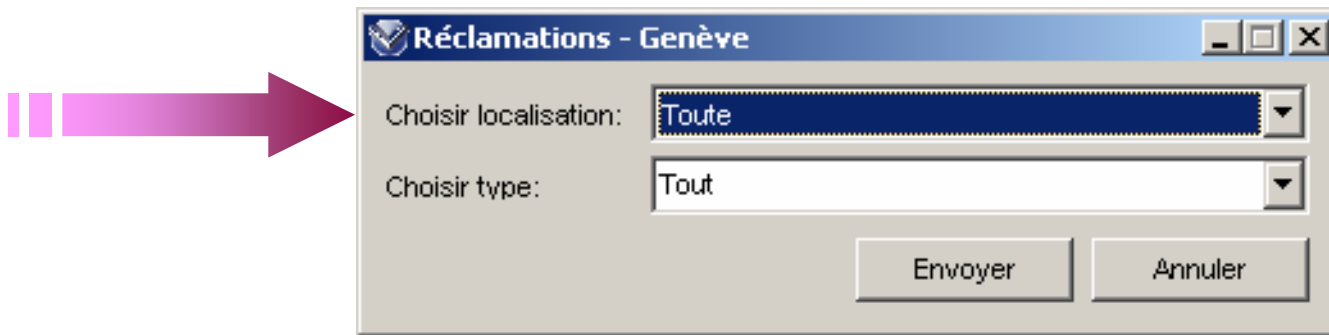 Réclamations - Genève
Choisir localisation: Toute
Choisir type: Tout
Envoyer Annuler